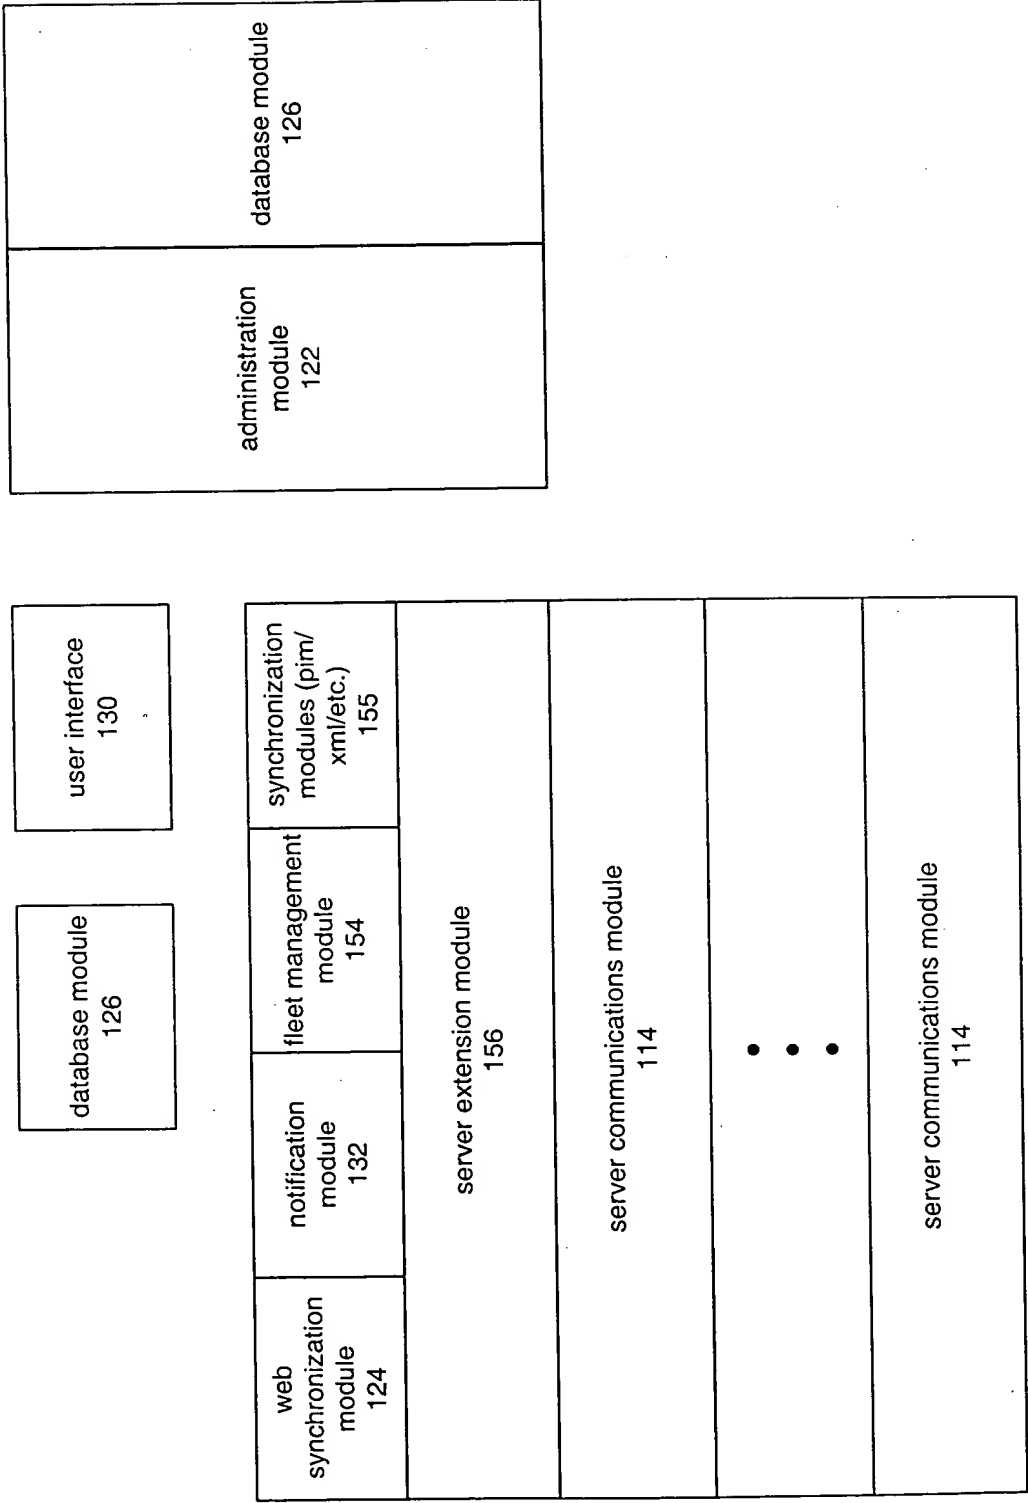 database module
126
user interface
130
web
synchronization
module
124
notification
module
132
fleet management
module
154
synchronization
modules (pim/
xml/etc.)
155
server extension module
156
server communications module
114
server communications module
114
administration
module
122
database module
126